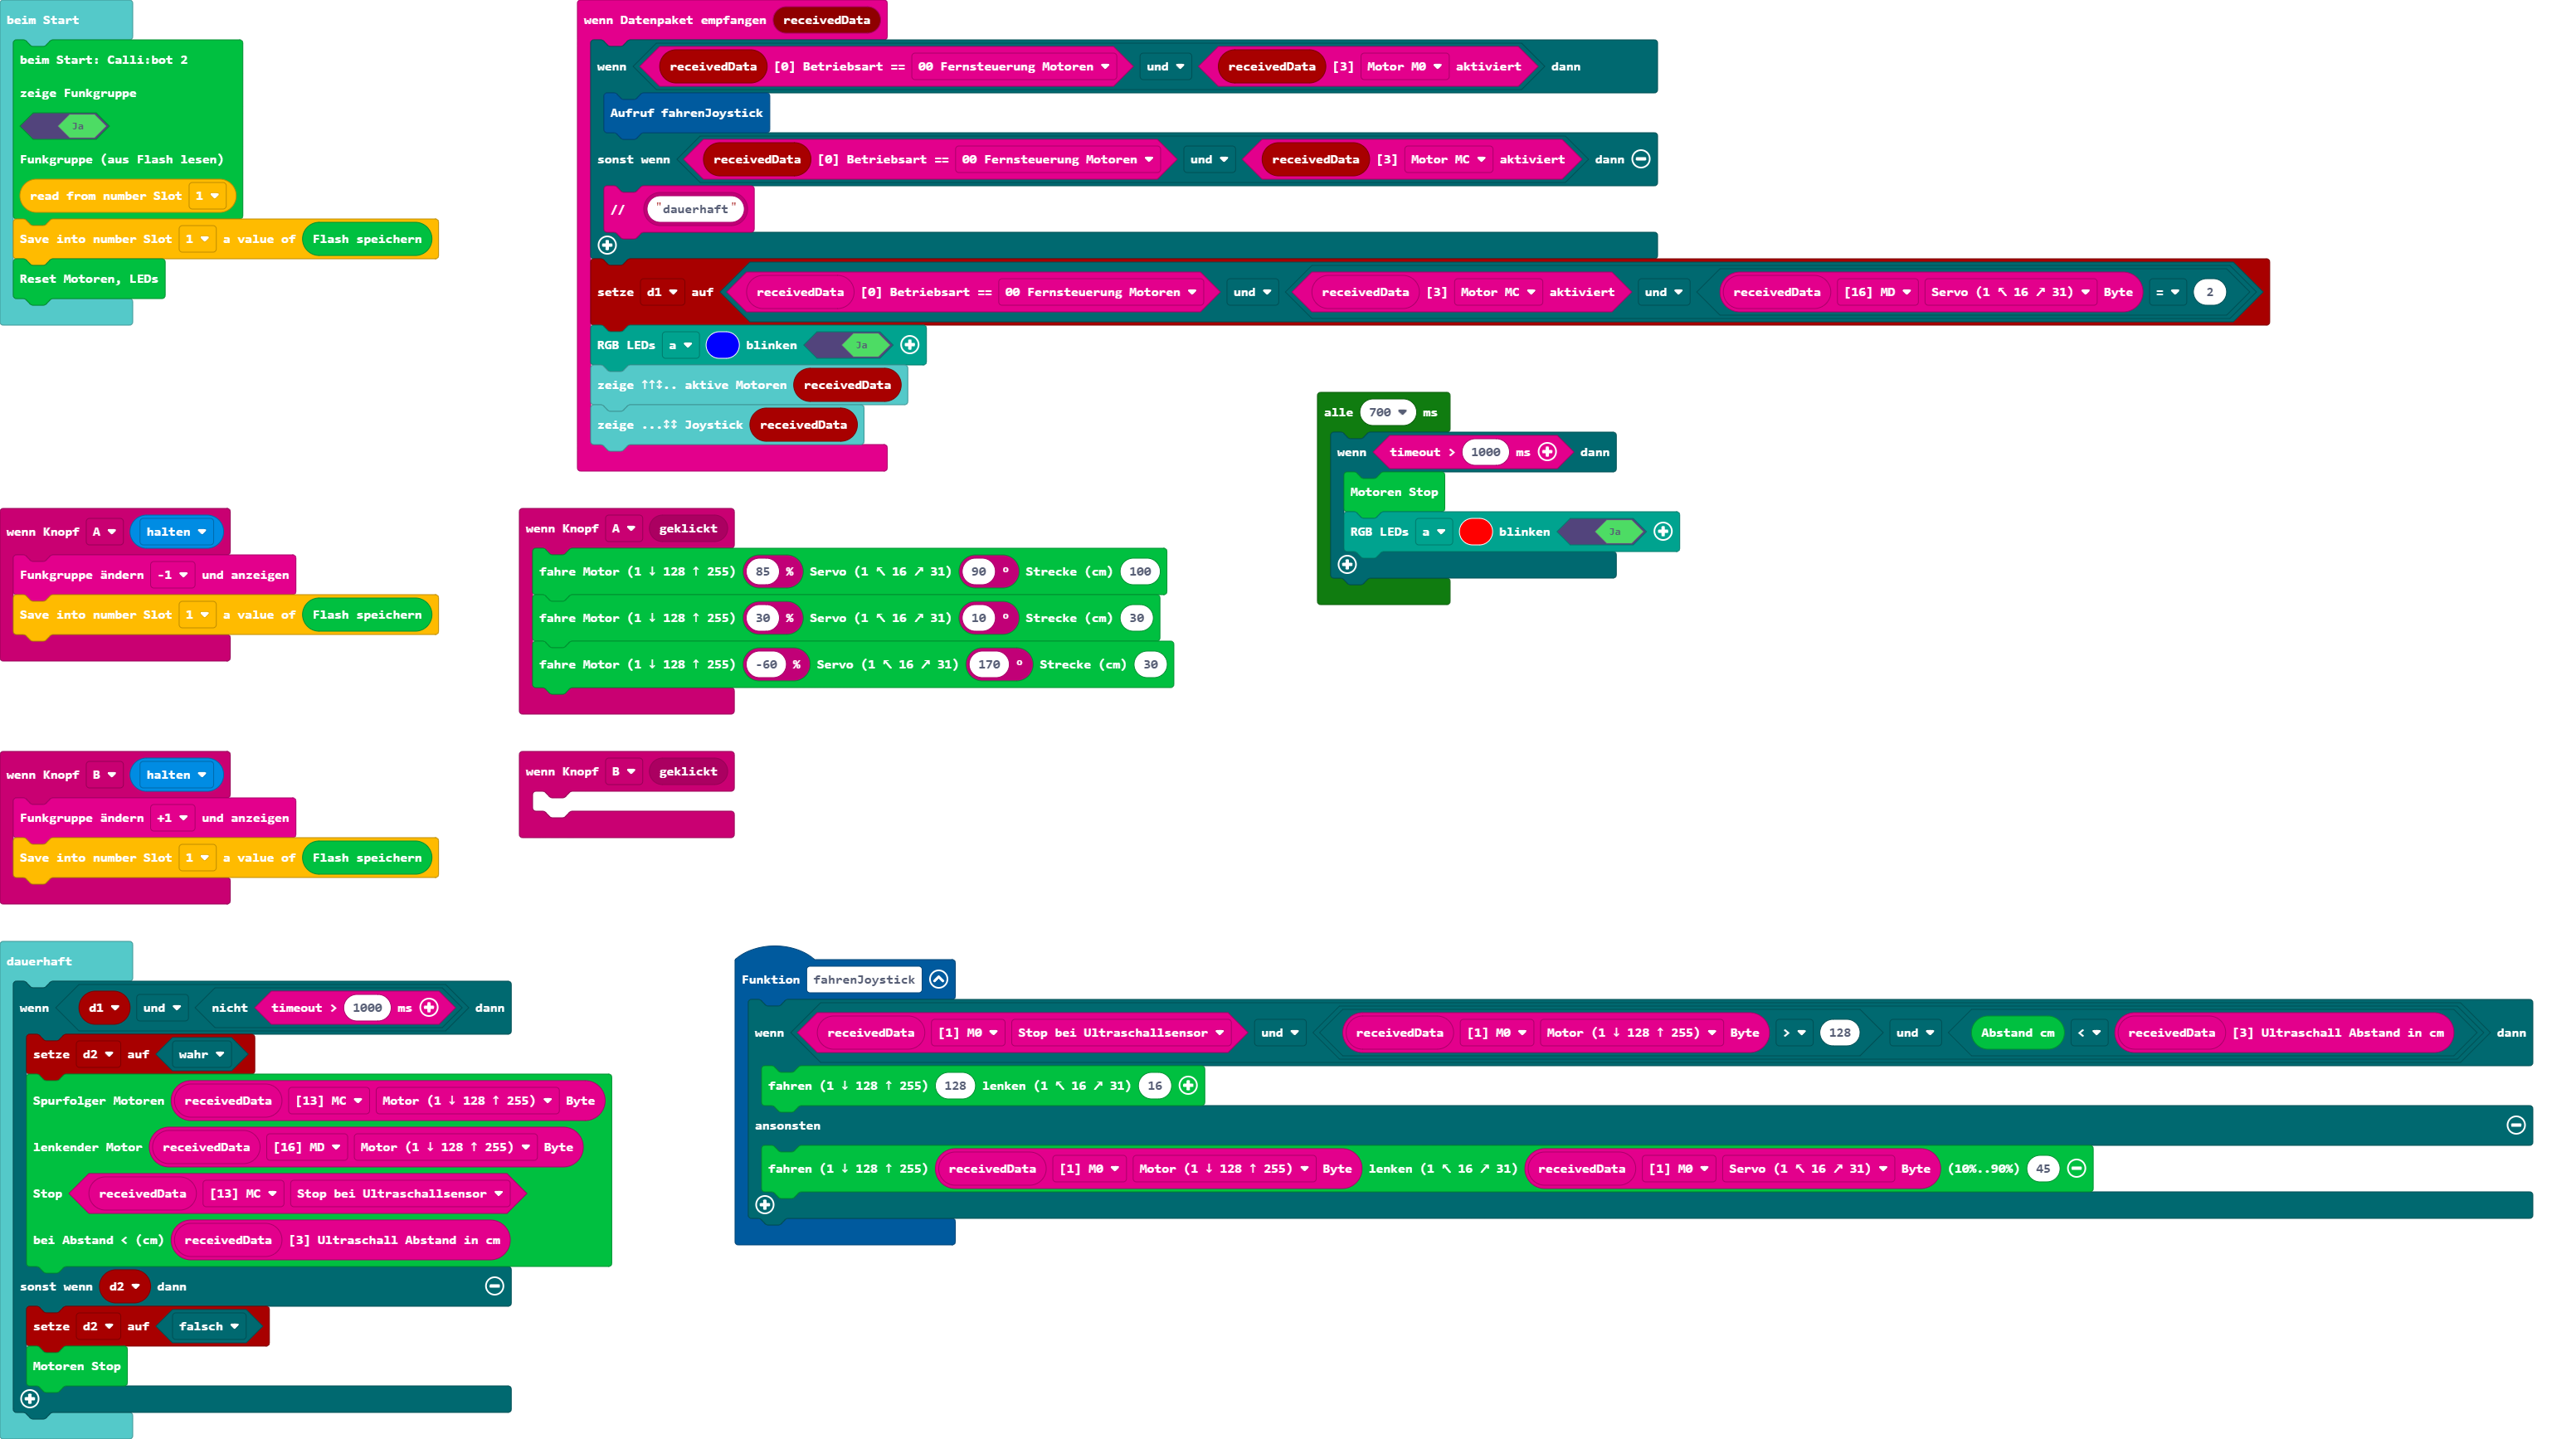 beim Start
beim Start: Calli:bot 2
zeige Funkgruppe
Ja
Funkgruppe (aus Flash lesen)
read from number Slot 1
Save into number Slot 1 a value of Flash speichern
Reset Motoren, LEDs
wenn Datenpaket empfangen receivedData
wenn receivedData [0] Betriebsart == 00 Fernsteuerung Motoren und receivedData [3] Motor M0 aktiviert dann
Aufruf fahrenJoystick
sonst wenn receivedData [0] Betriebsart == 00 Fernsteuerung Motoren und receivedData [3] Motor MC aktiviert dann
// "dauerhaft"
setze d1 auf receivedData [0] Betriebsart == 00 Fernsteuerung Motoren und receivedData [3] Motor MC aktiviert und receivedData [16] MD Servo (1 ↖ 16 ↗ 31) Byte = 2
RGB LEDs a blinken Ja
zeige ↑↑↕.. aktive Motoren receivedData
zeige ...↕↕ Joystick receivedData
alle 700 ms
wenn timeout > 1000 ms dann
Motoren Stop
RGB LEDs a blinken Ja
wenn Knopf A halten
Funkgruppe ändern -1 und anzeigen
Save into number Slot 1 a value of Flash speichern
wenn Knopf A geklickt
fahre Motor (1 ↓ 128 ↑ 255) 85 % Servo (1 ↖ 16 ↗ 31) 90 ° Strecke (cm) 100
fahre Motor (1 ↓ 128 ↑ 255) 30 % Servo (1 ↖ 16 ↗ 31) 10 ° Strecke (cm) 30
fahre Motor (1 ↓ 128 ↑ 255) -60 % Servo (1 ↖ 16 ↗ 31) 170 ° Strecke (cm) 30
wenn Knopf B halten
Funkgruppe ändern +1 und anzeigen
Save into number Slot 1 a value of Flash speichern
wenn Knopf B geklickt
dauerhaft
wenn d1 und nicht timeout > 1000 ms dann
setze d2 auf wahr
Spurfolger Motoren receivedData [13] MC Motor (1 ↓ 128 ↑ 255) Byte
lenkender Motor receivedData [16] MD Motor (1 ↓ 128 ↑ 255) Byte
Stop receivedData [13] MC Stop bei Ultraschallsensor
bei Abstand < (cm) receivedData [3] Ultraschall Abstand in cm
sonst wenn d2 dann
setze d2 auf falsch
Motoren Stop
Funktion fahrenJoystick
wenn receivedData [1] M0 Stop bei Ultraschallsensor und receivedData [1] M0 Motor (1 ↓ 128 ↑ 255) Byte > 128 und Abstand cm < receivedData [3] Ultraschall Abstand in cm dann
fahren (1 ↓ 128 ↑ 255) 128 lenken (1 ↖ 16 ↗ 31) 16
ansonsten
fahren (1 ↓ 128 ↑ 255) receivedData [1] M0 Motor (1 ↓ 128 ↑ 255) Byte lenken (1 ↖ 16 ↗ 31) receivedData [1] M0 Servo (1 ↖ 16 ↗ 31) Byte (10%..90%) 45